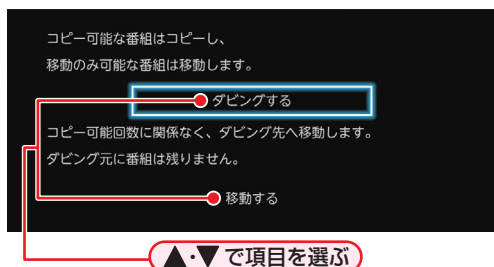 コピー可能な番組はコピーし、
移動のみ可能な番組は移動します。
ダビングする
コピー可能回数に関係なく、ダビング先へ移動します。
ダビング元に番組は残りません。
移動する
▲・▼で項目を選ぶ